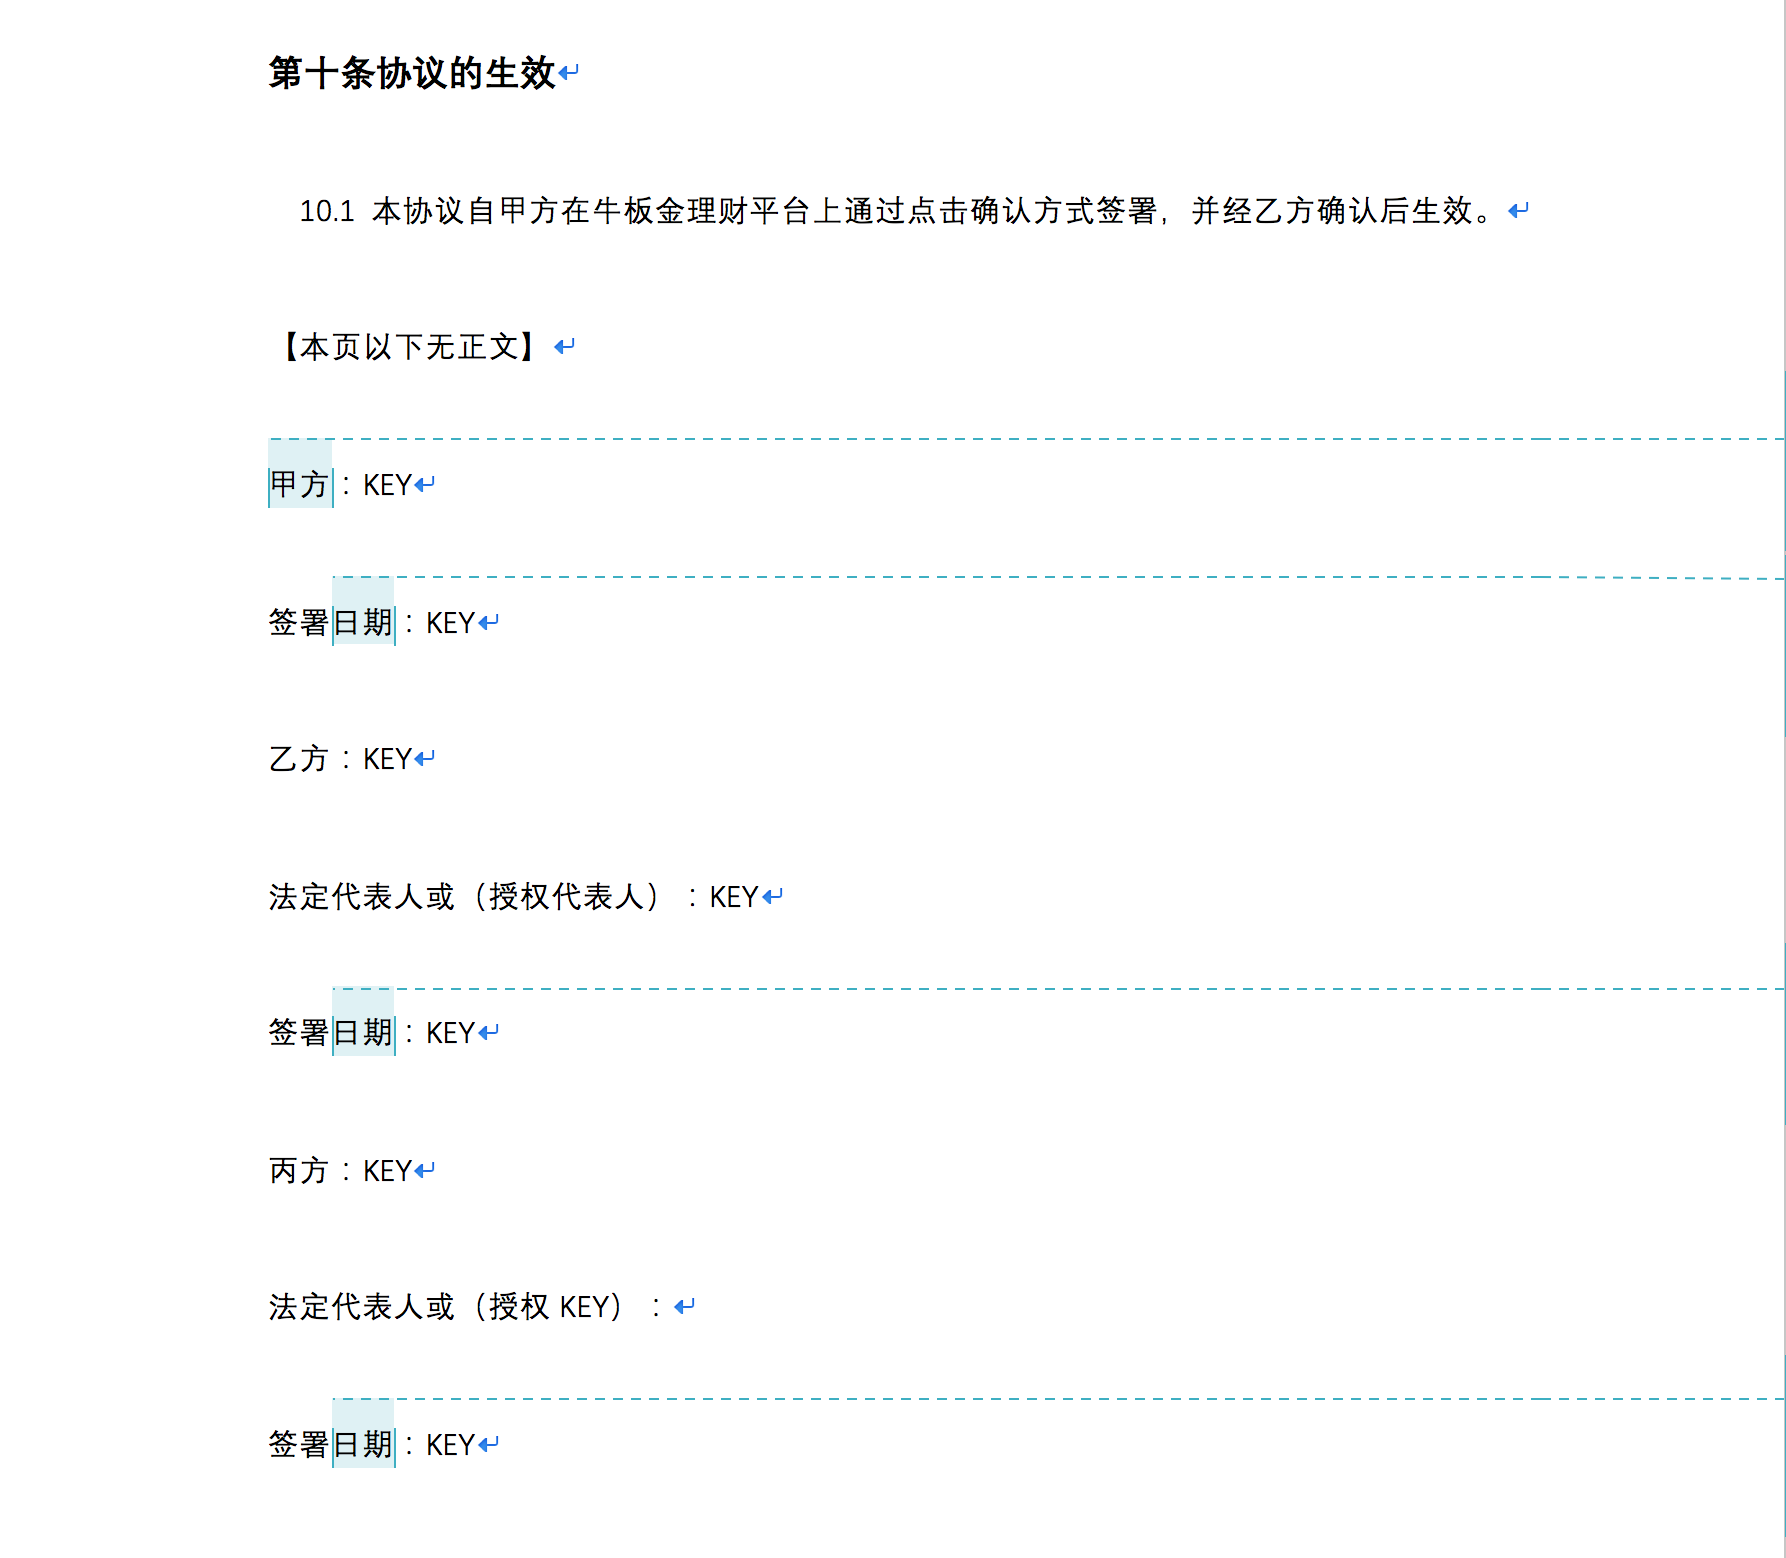 第十条协议的生效
10.1 本协议自甲方在牛板金理财平台上通过点击确认方式签署，并经乙方确认后生效。
【本页以下无正文】
甲方：KEY
签署日期：KEY
乙方：KEY
法定代表人或（授权代表人）：KEY
签署日期：KEY
丙方：KEY
法定代表人或（授权 KEY）：
签署日期：KEY